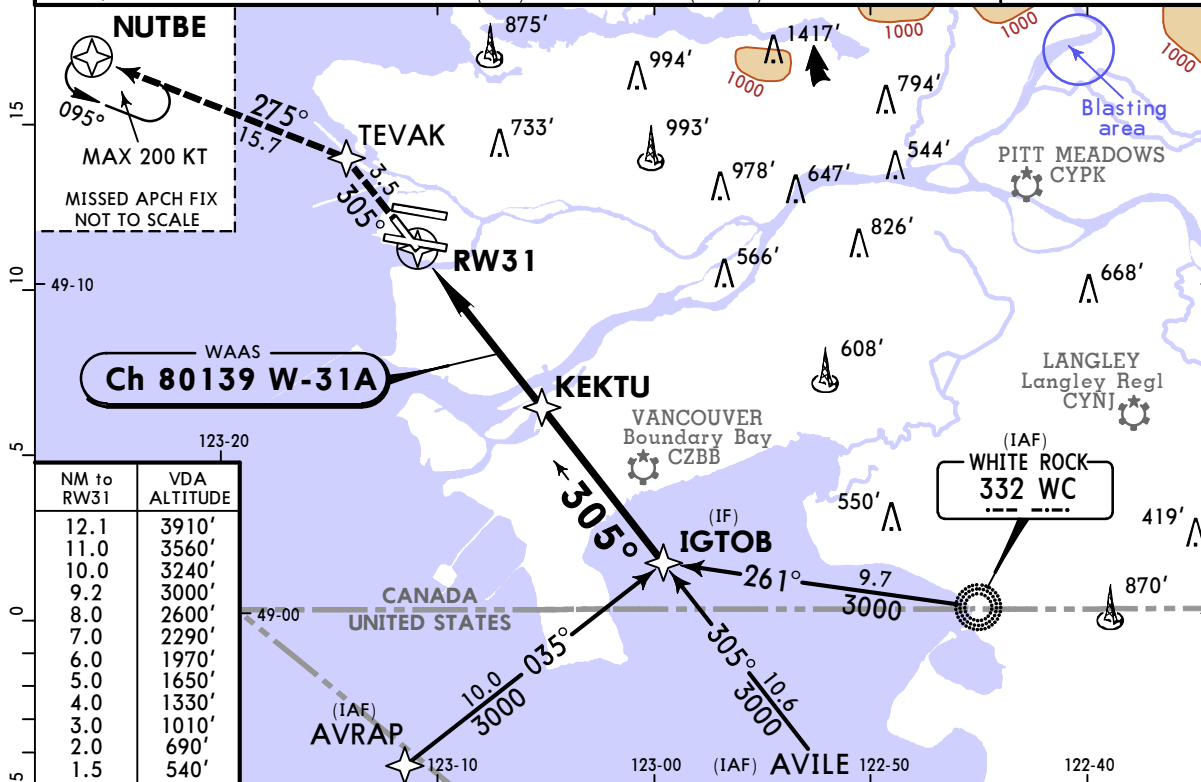 NUTBE
095°
MAX 200 KT
MISSED APCH FIX
NOT TO SCALE
275°
15.7
TEVAK
3.5
305°
RW31
875'
994'
1417'
1000
1000
1000
1000
733'
993'
794'
Blasting
area
978'
647'
544'
PITT MEADOWS
CYPK
826'
566'
668'
15
10
49-10
WAAS
Ch 80139 W-31A
KEKTU
608'
LANGLEY
Langley Regl
CYNJ
VANCOUVER
Boundary Bay
CZBB
5
123-20
(IAF)
WHITE ROCK
332 WC
550'
419'
NM to
RW31
VDA
ALTITUDE
12.1 3910'
11.0 3560'
10.0 3240'
9.2 3000'
8.0 2600'
7.0 2290'
6.0 1970'
5.0 1650'
4.0 1330'
3.0 1010'
2.0 690'
1.5 540'
305°
(IF)
IGTOB
261°
9.7
3000
870'
0
49-00
CANADA
UNITED STATES
035°
10.0
3000
305°
10.6
3000
(IAF)
AVRAP
(IAF) AVILE
5
123-10
123-00
122-50
122-40